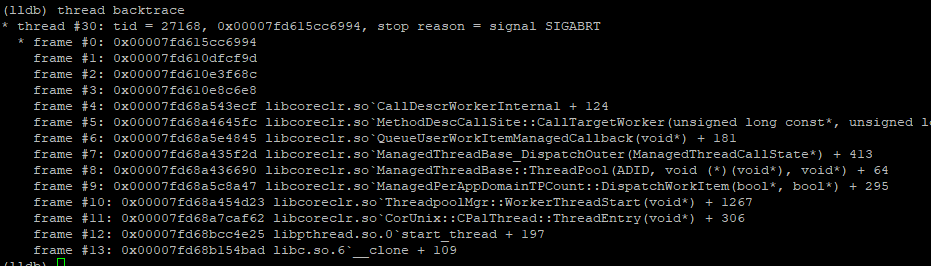 (lldb) thread backtrace
* thread #30: tid = 27168, 0x00007fd615cc6994, stop reason = signal SIGABRT
* frame #0: 0x00007fd615cc6994
frame #1: 0x00007fd610dfcf9d
frame #2: 0x00007fd610e3f68c
frame #3: 0x00007fd610e8c6e8
frame #4: 0x00007fd68a543ecf libcoreclr.so`CallDescrWorkerInternal + 124
frame #5: 0x00007fd68a4645fc libcoreclr.so`MethodDescCallSite::CallTargetWorker(unsigned long const*, unsigned l
frame #6: 0x00007fd68a5e4845 libcoreclr.so`QueueUserWorkItemManagedCallback(void*) + 181
frame #7: 0x00007fd68a435f2d libcoreclr.so`ManagedThreadBase_DispatchOuter(ManagedThreadCallState*) + 413
frame #8: 0x00007fd68a436690 libcoreclr.so`ManagedThreadBase::ThreadPool(ADID, void (*)(void*), void*) + 64
frame #9: 0x00007fd68a5c8a47 libcoreclr.so`ManagedPerAppDomainTPCount::DispatchWorkItem(bool*, bool*) + 295
frame #10: 0x00007fd68a454d23 libcoreclr.so`ThreadpoolMgr::WorkerThreadStart(void*) + 1267
frame #11: 0x00007fd68a7caf62 libcoreclr.so`CorUnix::CPalThread::ThreadEntry(void*) + 306
frame #12: 0x00007fd68bcc4e25 libpthread.so.0`start_thread + 197
frame #13: 0x00007fd68b154bad libc.so.6`__clone + 109
(lldb)